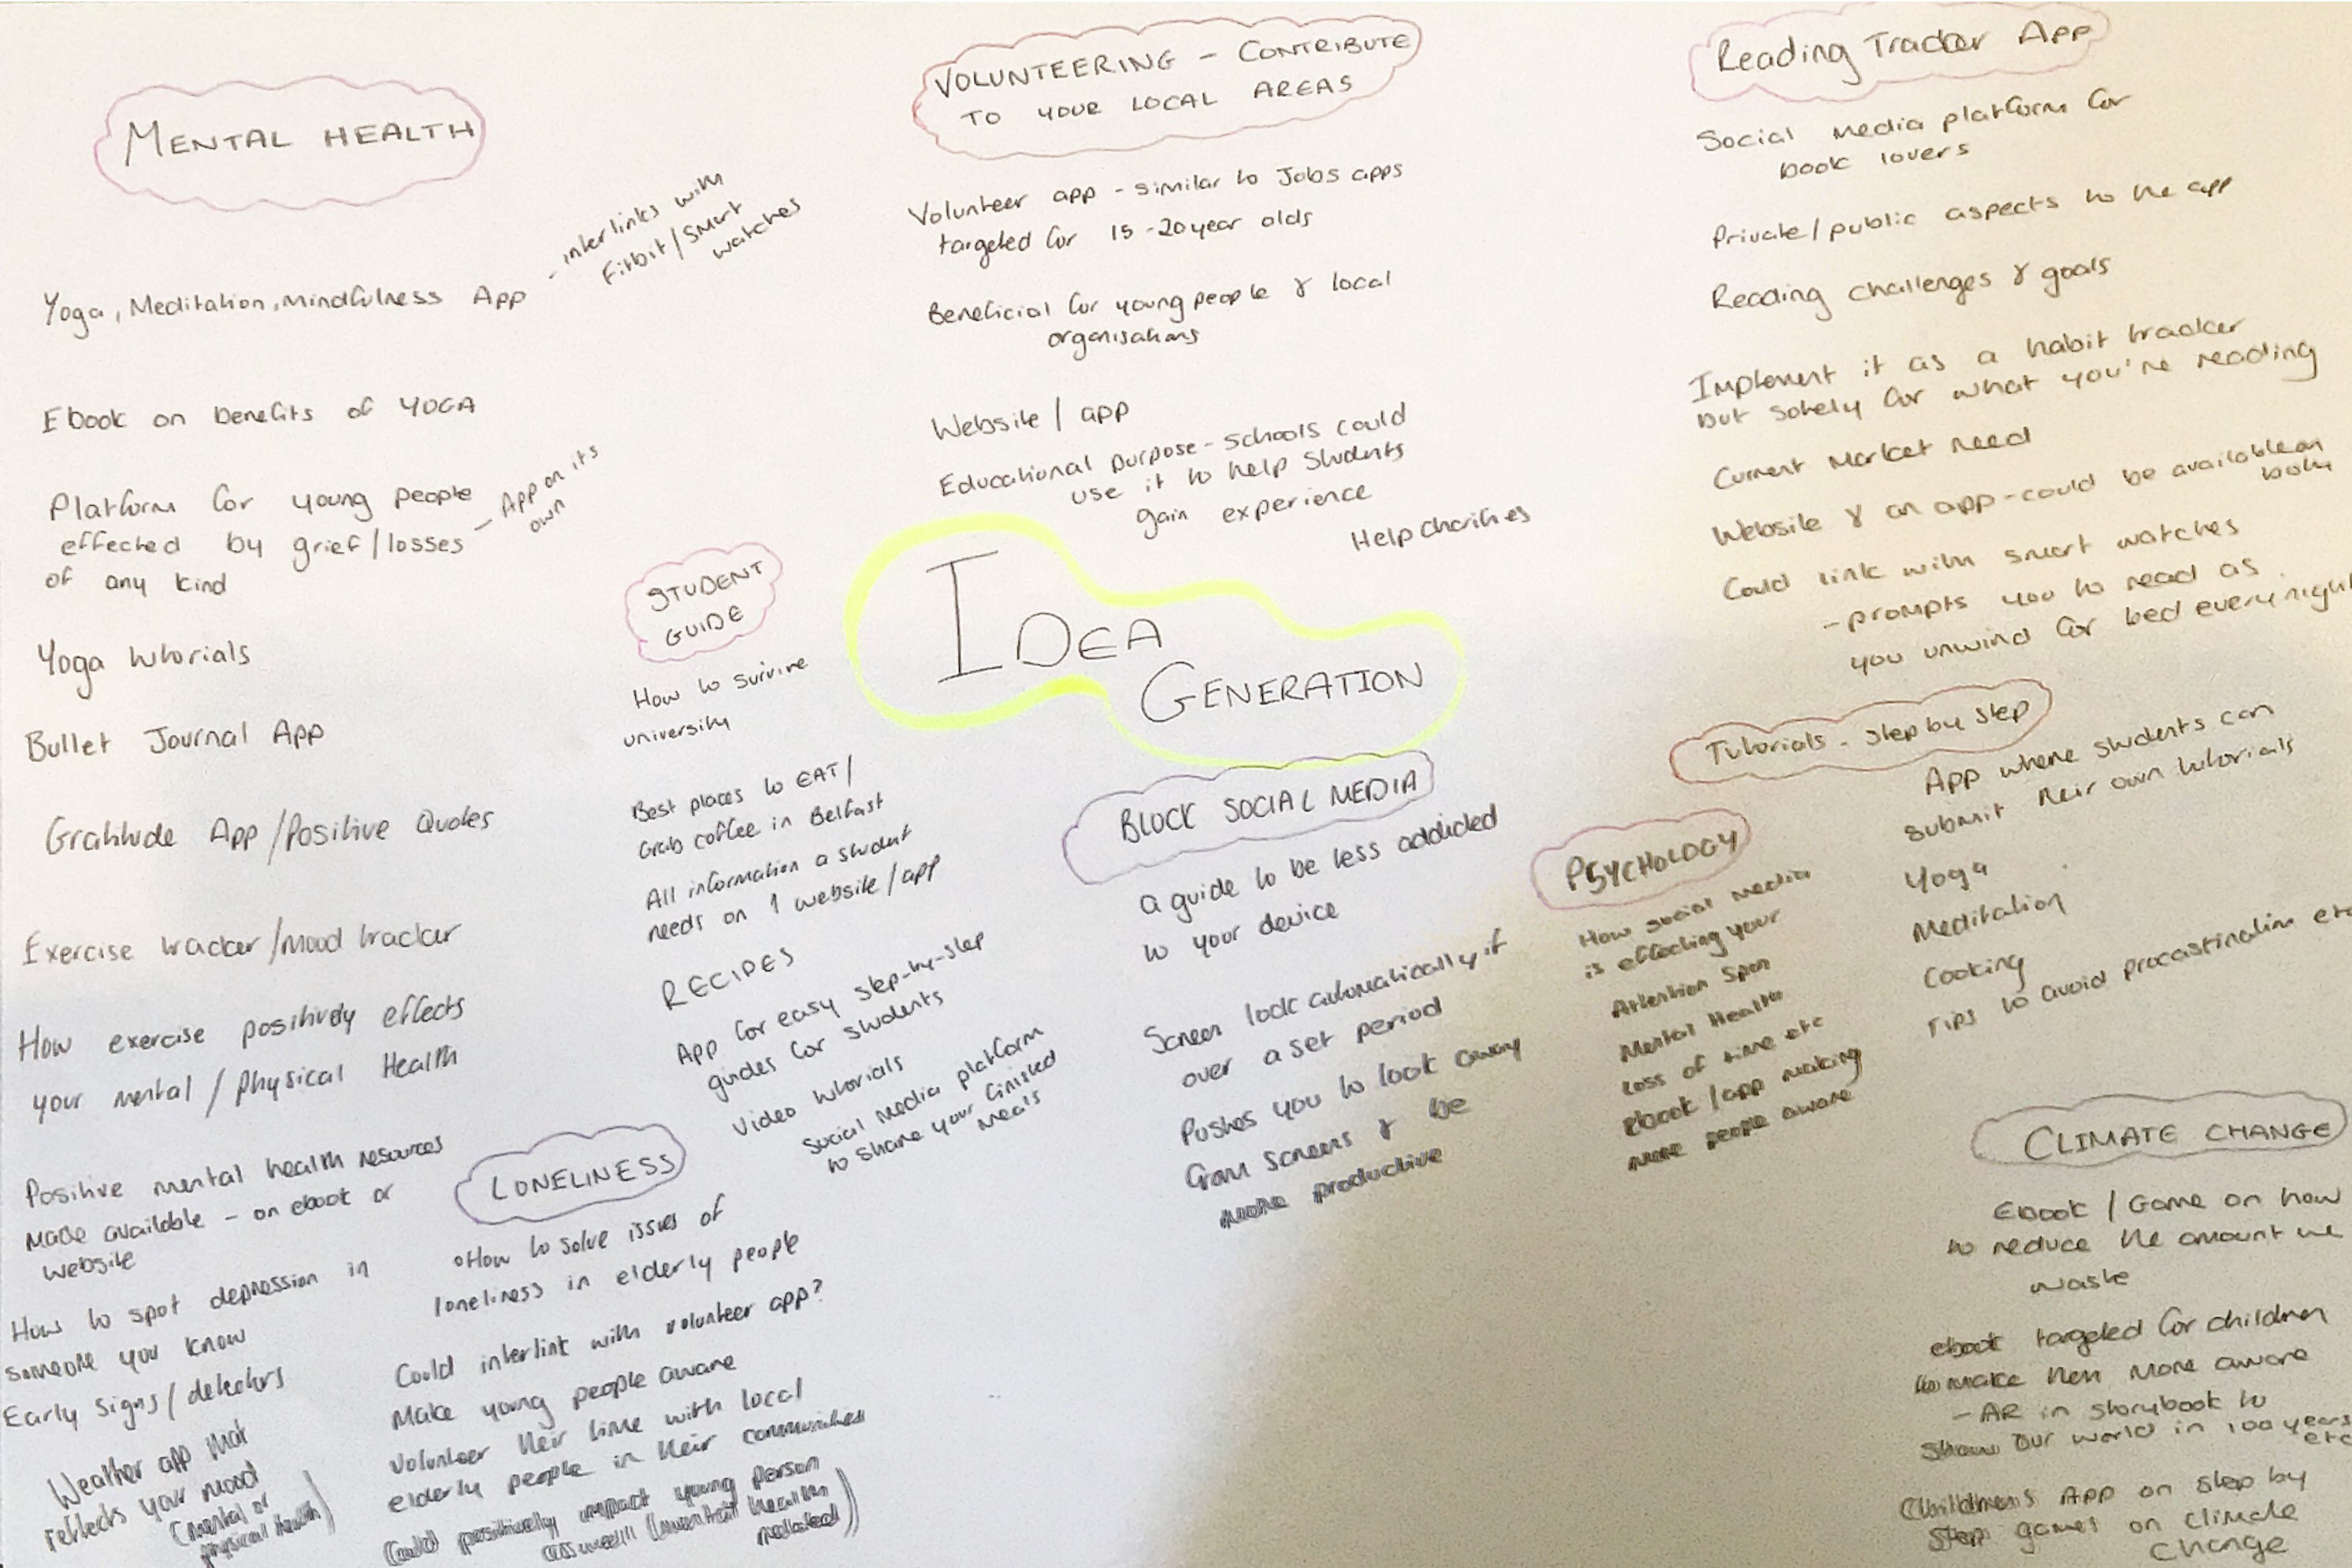 MENTAL HEALTH
Yoga, Meditation, Mindfulness App
- interlinks with
Fitbit / Smart
watches
Ebook on benefits of YOGA
Platform for young people
effected by grief / losses
of any kind
- App on its
own
Yoga tutorials
Bullet Journal App
Gratitude App / Positive Quotes
Exercise tracker / mood tracker
How exercise positively effects
your mental / physical Health
Positive mental health resources
made available - on ebook or
website
How to spot depression in
someone you know
Early signs / detectors
Weather app that
reflects your mood
(mental or
physical health)
STUDENT
GUIDE
How to survive
university
Best places to EAT /
Grab coffee in Belfast
All information a student
needs on 1 website / app
RECIPES
App for easy step-by-step
guides for students
Video tutorials
Social media platform
to share your finished
meals
LONELINESS
• How to solve issues of
loneliness in elderly people
Could interlink with volunteer app?
Make young people aware
Volunteer their time with local
elderly people in their communities
Could positively impact young person
as well (mental health
related)
VOLUNTEERING - CONTRIBUTE
TO YOUR LOCAL AREAS
Volunteer app - similar to Jobs apps
targeted for 15-20 year olds
Beneficial for young people & local
organisations
Website / app
Educational purpose - schools could
use it to help students
gain experience
Help charities
IDEA
GENERATION
BLOCK SOCIAL MEDIA
a guide to be less addicted
to your device
Screen lock automatically if
over a set period
Pushes you to look away
from screens & be
more productive
PSYCHOLOGY
How social media
is effecting your
Attention Span
Mental Health
Loss of time etc
Ebook / app making
more people aware
Reading Tracker App
Social media platform for
book lovers
Private / public aspects to the app
Reading challenges & goals
Implement it as a habit tracker
but solely for what you're reading
Current market need
Website & an app - could be available on
both
Could link with smart watches
- prompts you to read as
you unwind for bed every night
Tutorials - Step by Step
App where students can
submit their own tutorials
Yoga
Meditation
Cooking
Tips to avoid procastination etc
CLIMATE CHANGE
Ebook / Game on how
to reduce the amount we
waste
ebook targeted for children
to make them more aware
- AR in storybook to
show our world in 100 years
etc
Childrens App on step by
step games on climate
change